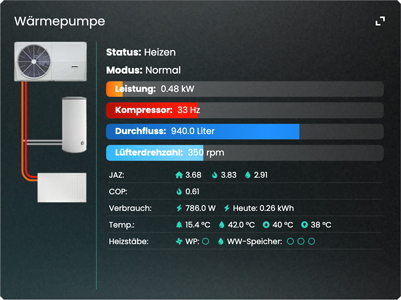 Wärmepumpe
Status: Heizen
Modus: Normal
Leistung: 0.48 kW
Kompressor: 33 Hz
Durchfluss: 940.0 Liter
Lüfterdrehzahl: 350 rpm
JAZ: 3.68 3.83 2.91
COP: 0.61
Verbrauch: 786.0 W Heute: 0.26 kWh
Temp.: 15.4 °C 42.0 °C 40 °C 38 °C
Heizstäbe: WP: WW-Speicher: